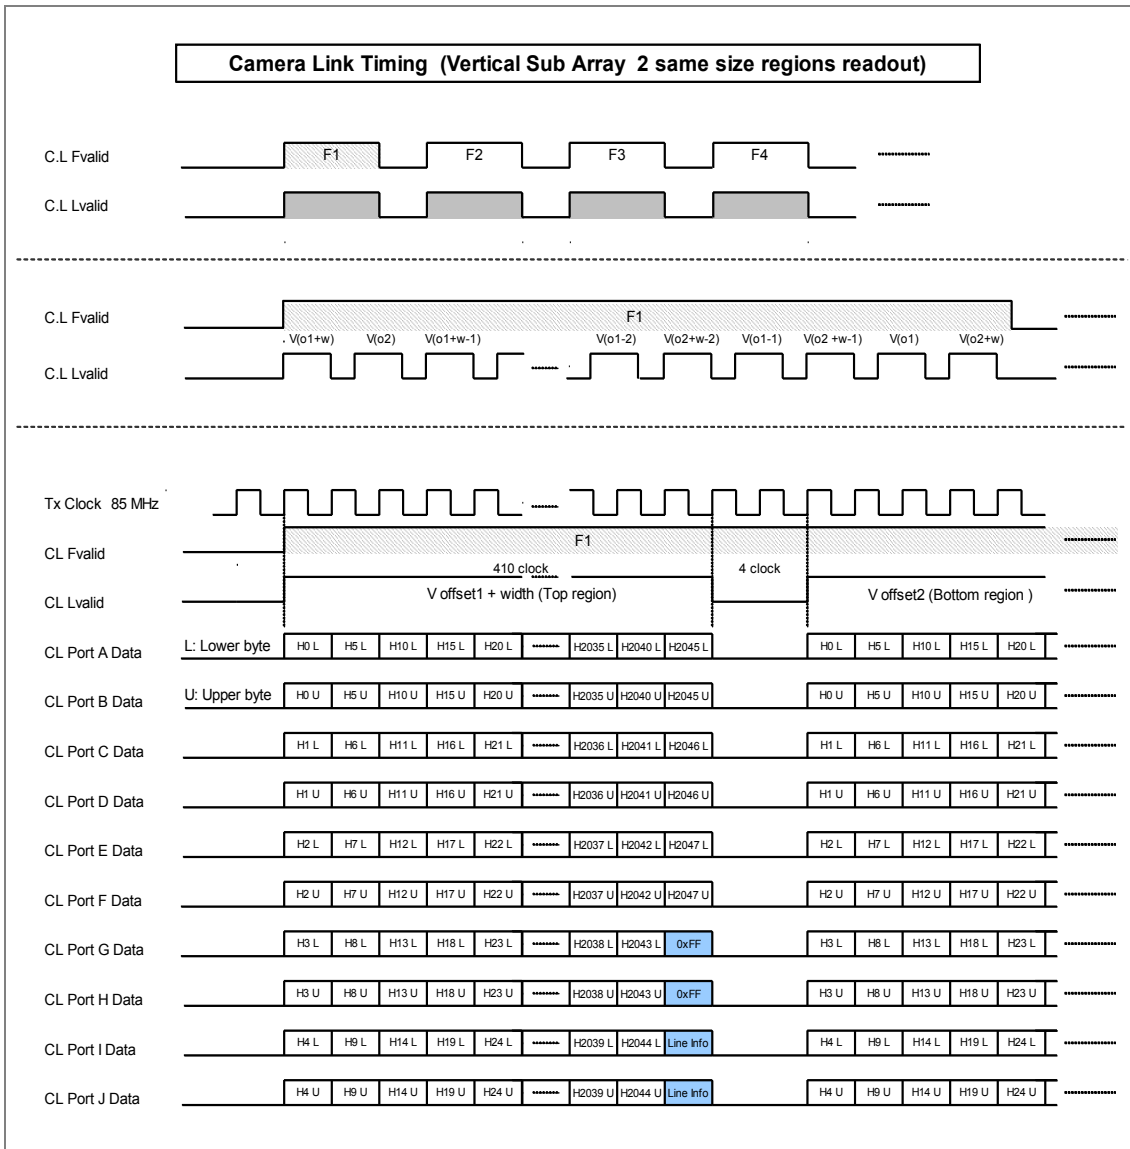 Camera Link Timing (Vertical Sub Array 2 same size regions readout)
C.L Fvalid F1 F2 F3 F4
C.L Lvalid
C.L Fvalid F1
V(o1+w) V(o2) V(o1+w-1) V(o1-2) V(o2+w-2) V(o1-1) V(o2 +w-1) V(o1) V(o2+w)
C.L Lvalid
Tx Clock 85 MHz
CL Fvalid F1
410 clock 4 clock
CL Lvalid V offset1 + width (Top region) V offset2 (Bottom region )
CL Port A Data L: Lower byte H0 L H5 L H10 L H15 L H20 L H2035 L H2040 L H2045 L H0 L H5 L H10 L H15 L H20 L
CL Port B Data U: Upper byte H0 U H5 U H10 U H15 U H20 U H2035 U H2040 U H2045 U H0 U H5 U H10 U H15 U H20 U
CL Port C Data H1 L H6 L H11 L H16 L H21 L H2036 L H2041 L H2046 L H1 L H6 L H11 L H16 L H21 L
CL Port D Data H1 U H6 U H11 U H16 U H21 U H2036 U H2041 U H2046 U H1 U H6 U H11 U H16 U H21 U
CL Port E Data H2 L H7 L H12 L H17 L H22 L H2037 L H2042 L H2047 L H2 L H7 L H12 L H17 L H22 L
CL Port F Data H2 U H7 U H12 U H17 U H22 U H2037 U H2042 U H2047 U H2 U H7 U H12 U H17 U H22 U
CL Port G Data H3 L H8 L H13 L H18 L H23 L H2038 L H2043 L 0xFF H3 L H8 L H13 L H18 L H23 L
CL Port H Data H3 U H8 U H13 U H18 U H23 U H2038 U H2043 U 0xFF H3 U H8 U H13 U H18 U H23 U
CL Port I Data H4 L H9 L H14 L H19 L H24 L H2039 L H2044 L Line Info H4 L H9 L H14 L H19 L H24 L
CL Port J Data H4 U H9 U H14 U H19 U H24 U H2039 U H2044 U Line Info H4 U H9 U H14 U H19 U H24 U